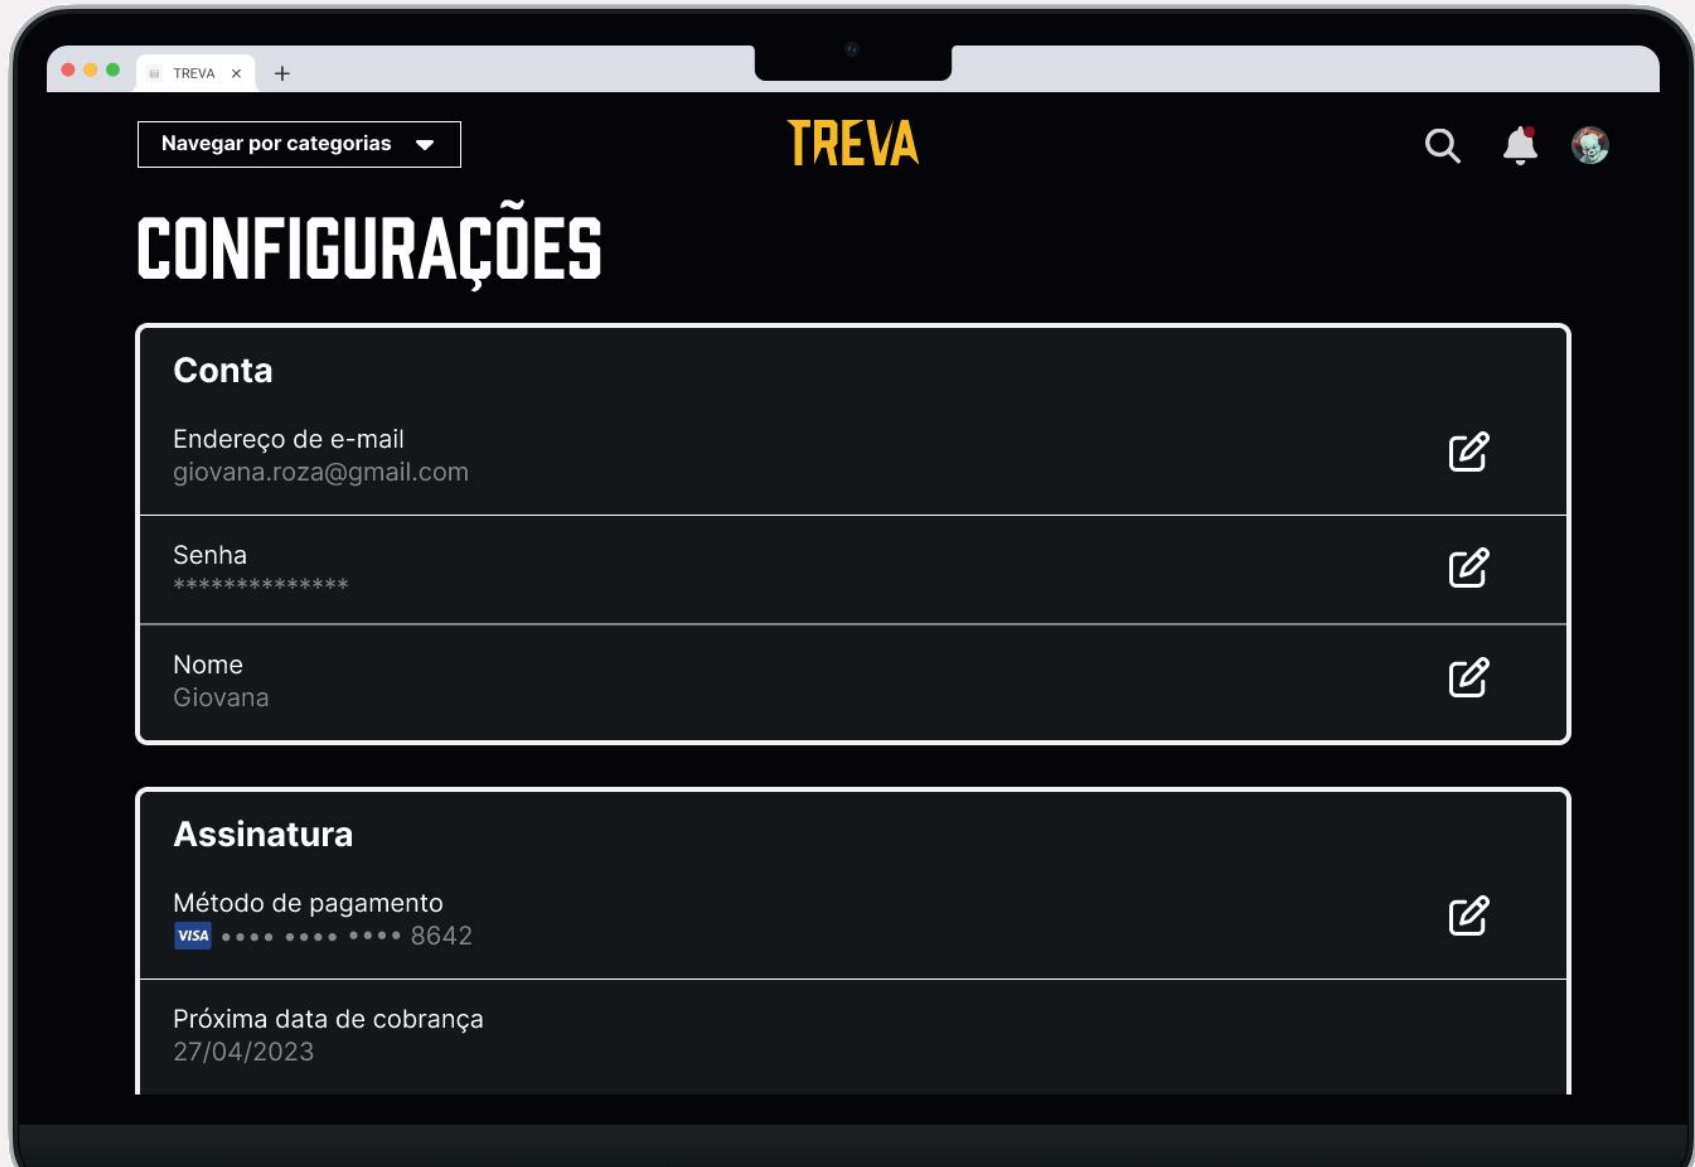 TREVA
Navegar por categorias
TREVA
CONFIGURAÇÕES
Conta
Endereço de e-mail
giovana.roza@gmail.com
Senha
**************
Nome
Giovana
Assinatura
Método de pagamento
VISA •••• •••• •••• 8642
Próxima data de cobrança
27/04/2023